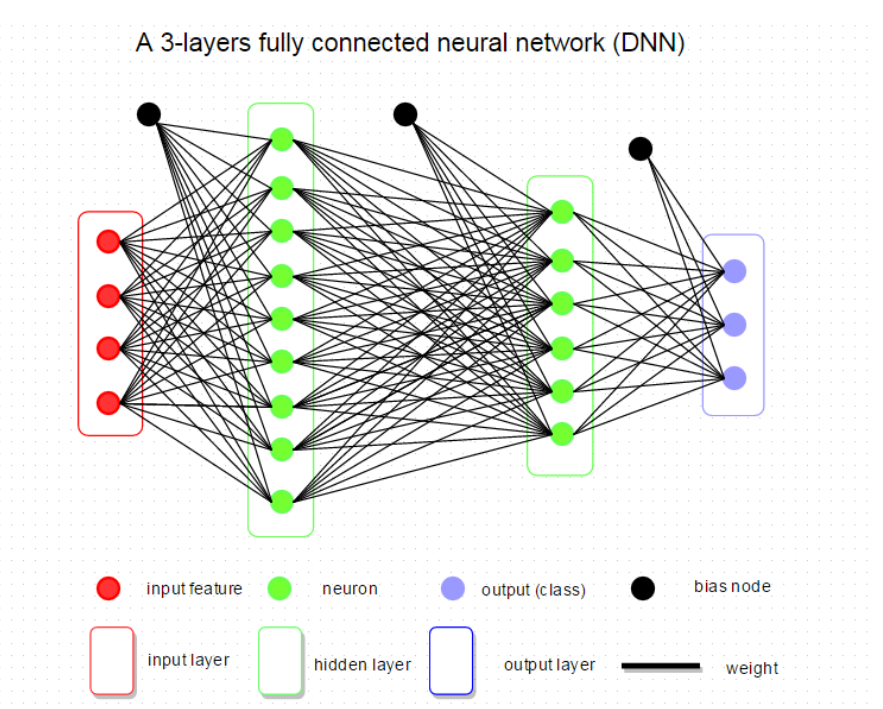 A 3-layers fully connected neural network (DNN)
input feature
neuron
output (class)
bias node
input layer
hidden layer
output layer
weight